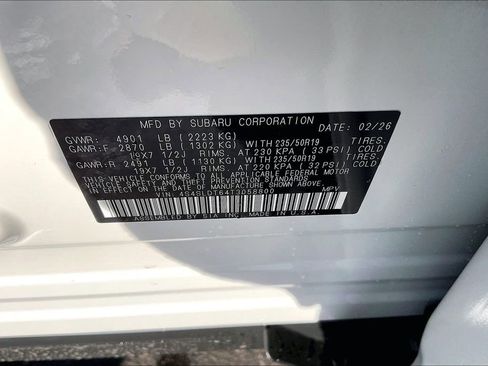 MFD BY SUBARU CORPORATION DATE: 02/26
GVWR: 4901 LB (2223 KG)
GAWR:F 2870 LB (1302 KG) WITH 235/50R19 TIRES.
19X7 1/2J RIMS AT 230 KPA (33 PSI) COLD
GAWR:R 2491 LB (1130 KG) WITH 235/50R19 TIRES.
19X7 1/2J RIMS AT 220 KPA (32 PSI) COLD
THIS VEHICLE CONFORMS TO ALL APPLICABLE FEDERAL MOTOR
VEHICLE SAFETY AND THEFT PREVENTION STANDARDS
IN EFFECT ON THE DATE OF MANUFACTURE SHOWN ABOVE.
VIN 4S4SLDT64T3058800 MPV
ASSEMBLED BY SIA INC. U.S.A.